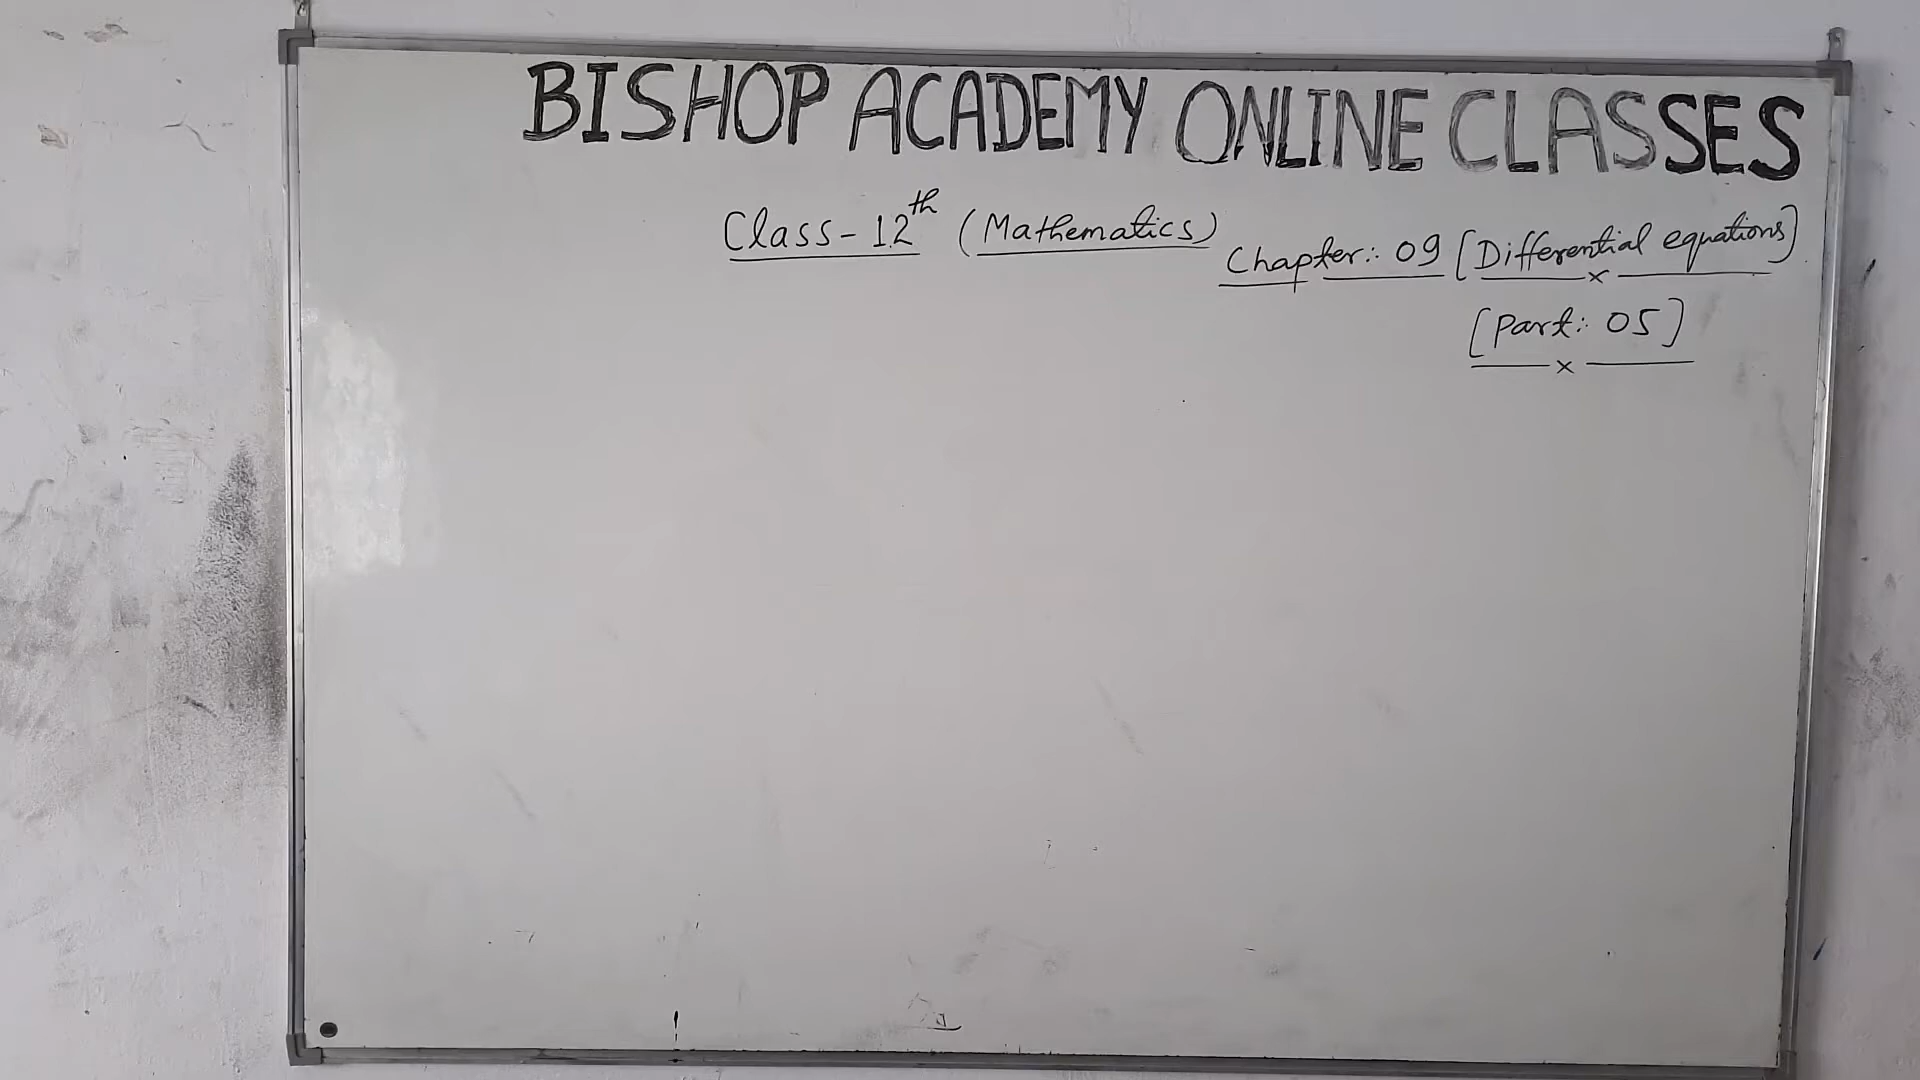 BISHOP ACADEMY ONLINE CLASSES
Class - 12th (Mathematics)
Chapter:- 09 [Differential equations]
[Part:- 05]